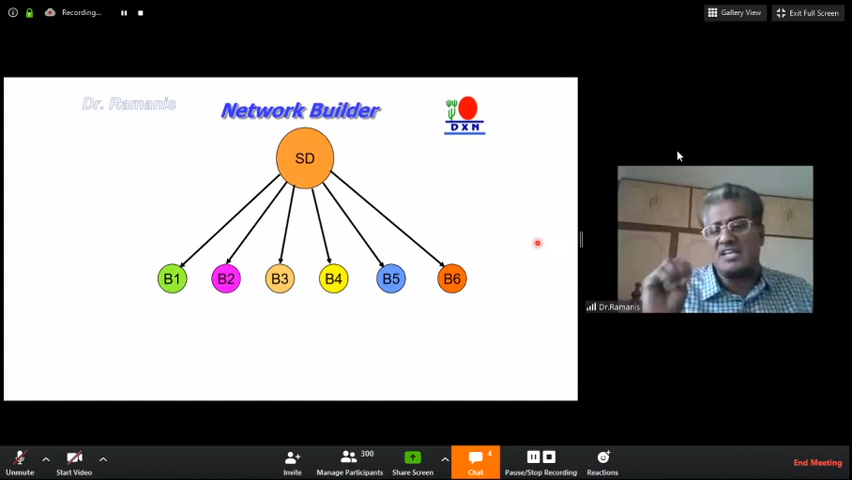 Recording...
Gallery View
Exit Full Screen
Dr. Ramanis
Network Builder
DXN
SD
B1 B2 B3 B4 B5 B6
Dr.Ramanis
300
4
Unmute
Start Video
Invite
Manage Participants
Share Screen
Chat
Pause/Stop Recording
Reactions
End Meeting